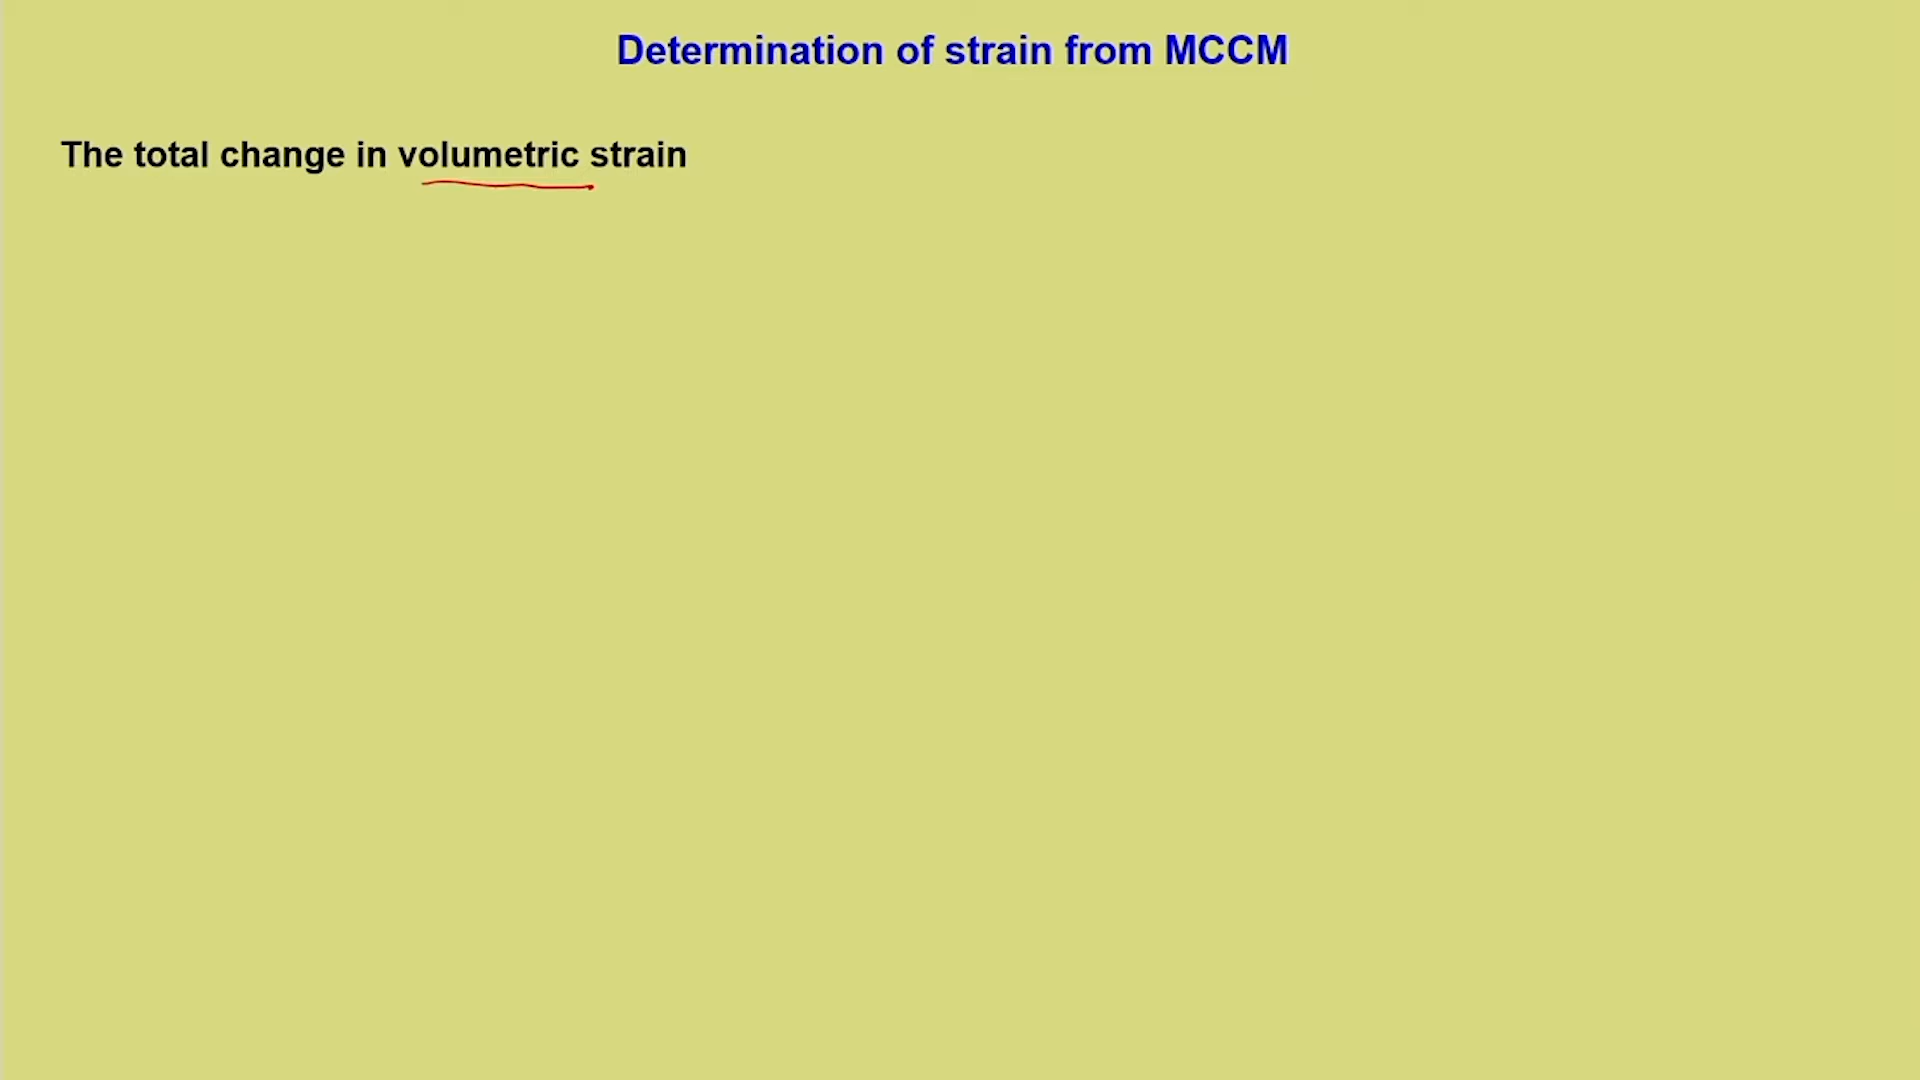 Determination of strain from MCCM
The total change in volumetric strain